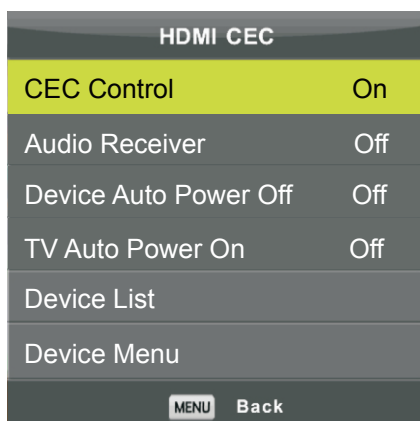 HDMI CEC
CEC Control On
Audio Receiver Off
Device Auto Power Off Off
TV Auto Power On Off
Device List
Device Menu
MENU Back